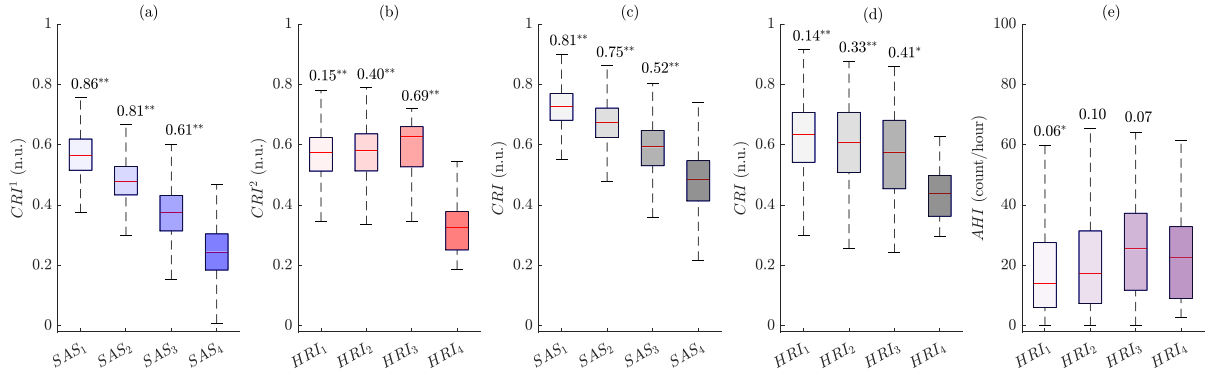 (a)
CRI¹ (n.u.)
1
0.8
0.6
0.4
0.2
0
0.86**
0.81**
0.61**
SAS₁ SAS₂ SAS₃ SAS₄
(b)
CRI² (n.u.)
1
0.8
0.6
0.4
0.2
0
0.15** 0.40** 0.69**
HRI₁ HRI₂ HRI₃ HRI₄
(c)
CRI (n.u.)
1
0.8
0.6
0.4
0.2
0
0.81**
0.75**
0.52**
SAS₁ SAS₂ SAS₃ SAS₄
(d)
CRI (n.u.)
1
0.8
0.6
0.4
0.2
0
0.14**
0.33**
0.41*
HRI₁ HRI₂ HRI₃ HRI₄
(e)
AHI (count/hour)
100
80
60
40
20
0
0.06*
0.10
0.07
HRI₁ HRI₂ HRI₃ HRI₄